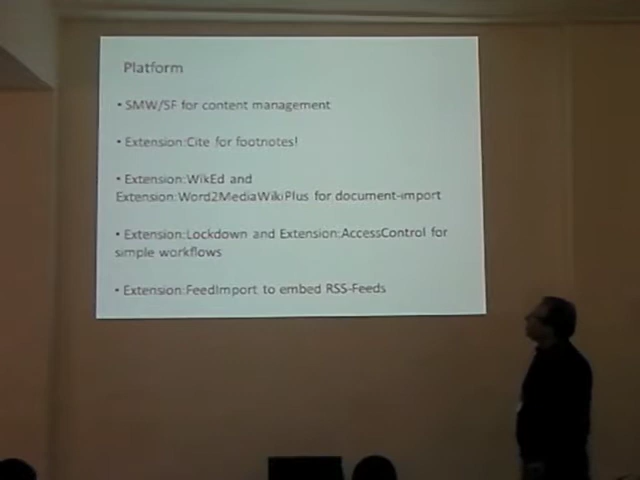 Platform
• SMW/SF for content management
• Extension:Cite for footnotes!
• Extension:WikEd and
Extension:Word2MediaWikiPlus for document-import
• Extension:Lockdown and Extension:AccessControl for
simple workflows
• Extension:FeedImport to embed RSS-Feeds